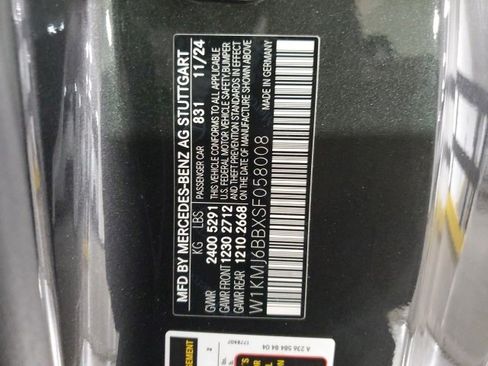 MFD BY MERCEDES-BENZ AG STUTTGART
KG LBS PASSENGER CAR 831 11/24
GVWR 2400 5291 THIS VEHICLE CONFORMS TO ALL APPLICABLE
GAWR FRONT 1230 2712 U.S. FEDERAL MOTOR VEHICLE SAFETY, BUMPER
GAWR REAR 1210 2668 AND THEFT PREVENTION STANDARDS IN EFFECT
ON THE DATE OF MANUFACTURE SHOWN ABOVE
W1KMJ6BBXSF058008 MADE IN GERMANY
A 236 584 84 04